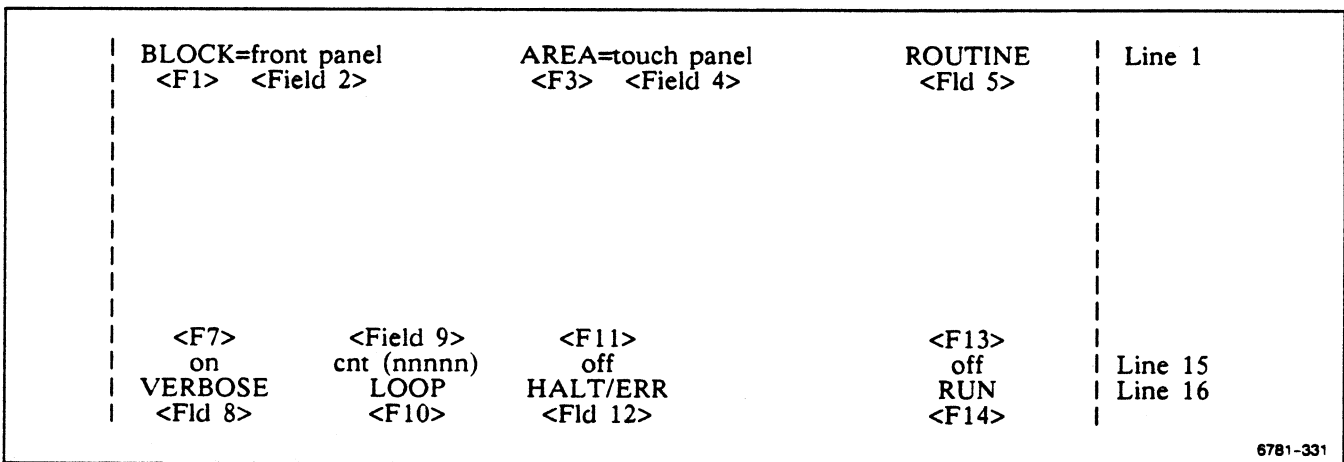 BLOCK=front panel AREA=touch panel ROUTINE Line 1
<F1> <Field 2> <F3> <Field 4> <Fld 5>
<F7> <Field 9> <F11> <F13>
on cnt (nnnnn) off off Line 15
VERBOSE LOOP HALT/ERR RUN Line 16
<Fld 8> <F10> <Fld 12> <F14>
6781-331